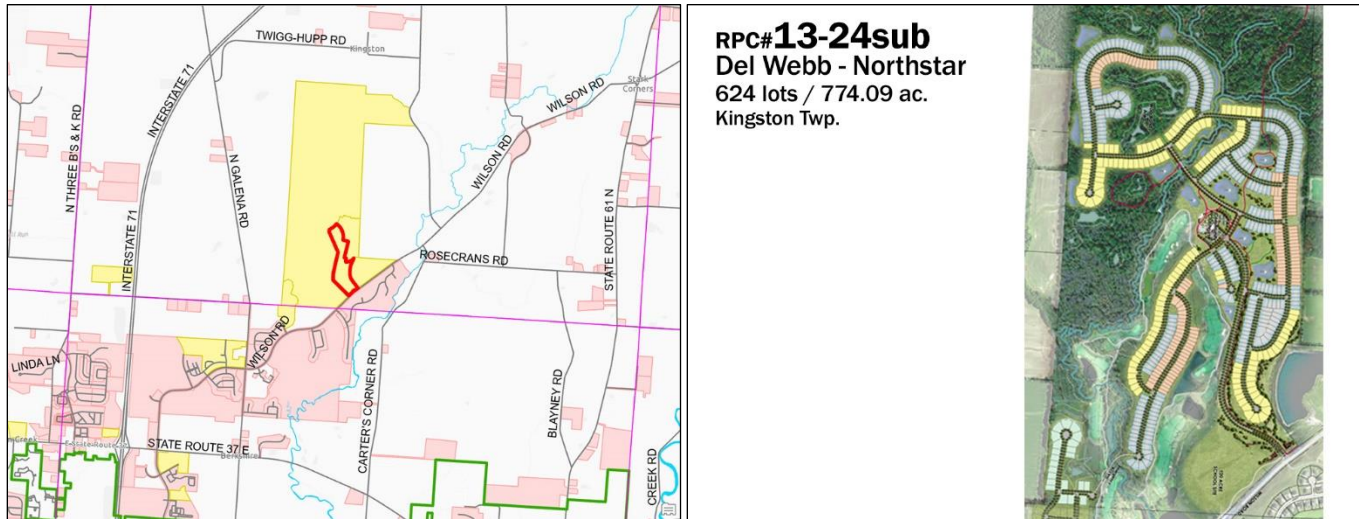 TWIGG-HUPP RD
Kingston
INTERSTATE 71
Stark
Corners
WILSON RD
N THREE B'S & K RD
INTERSTATE 71
N GALENA RD
WILSON RD
STATE ROUTE 61 N
ROSECRANS RD
WILSON RD
LINDA LN
CARTER'S CORNER RD
BLAYNEY RD
STATE ROUTE 37 E
CREEK RD
RPC#13-24sub
Del Webb - Northstar
624 lots / 774.09 ac.
Kingston Twp.